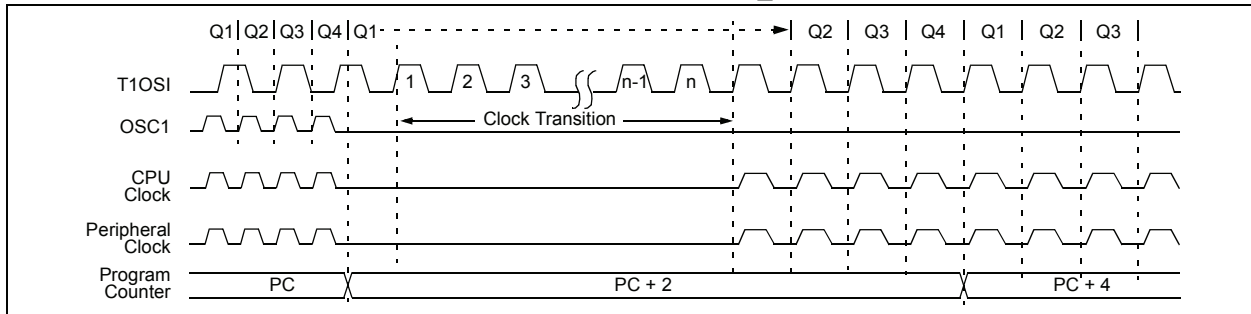 Q1 Q2 Q3 Q4 Q1 Q2 Q3 Q4 Q1 Q2 Q3
T1OSI 1 2 3 n-1 n
OSC1 Clock Transition
CPU
Clock
Peripheral
Clock
Program
Counter PC PC + 2 PC + 4